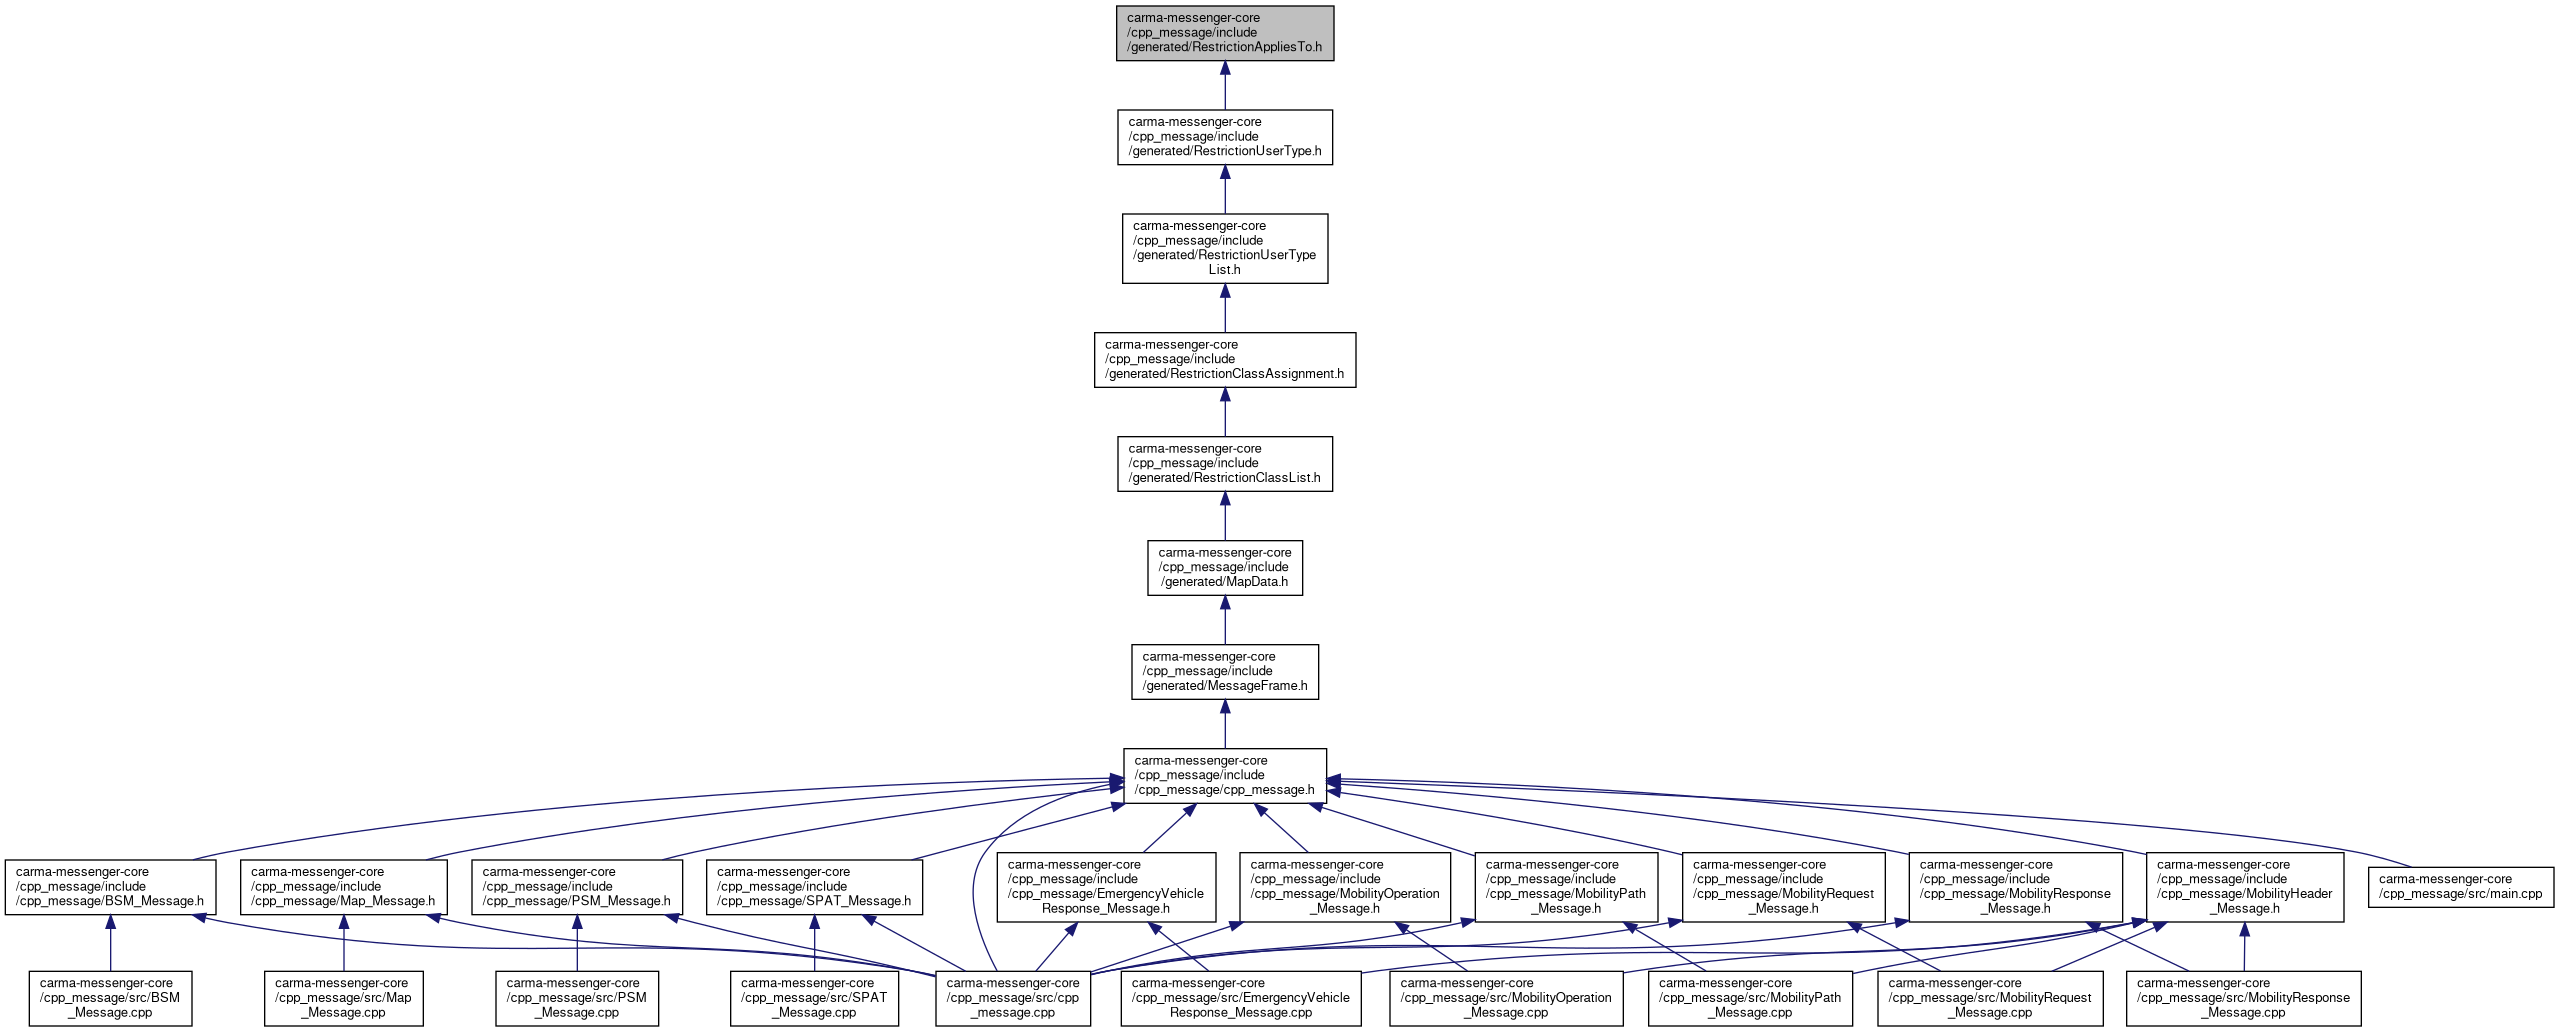 carma-messenger-core
/cpp_message/include
/generated/RestrictionAppliesTo.h
carma-messenger-core
/cpp_message/include
/generated/RestrictionUserType.h
carma-messenger-core
/cpp_message/include
/generated/RestrictionUserType
List.h
carma-messenger-core
/cpp_message/include
/generated/RestrictionClassAssignment.h
carma-messenger-core
/cpp_message/include
/generated/RestrictionClassList.h
carma-messenger-core
/cpp_message/include
/generated/MapData.h
carma-messenger-core
/cpp_message/include
/generated/MessageFrame.h
carma-messenger-core
/cpp_message/include
/cpp_message/cpp_message.h
carma-messenger-core
/cpp_message/include
/cpp_message/BSM_Message.h
carma-messenger-core
/cpp_message/include
/cpp_message/Map_Message.h
carma-messenger-core
/cpp_message/include
/cpp_message/PSM_Message.h
carma-messenger-core
/cpp_message/include
/cpp_message/SPAT_Message.h
carma-messenger-core
/cpp_message/include
/cpp_message/EmergencyVehicle
Response_Message.h
carma-messenger-core
/cpp_message/include
/cpp_message/MobilityOperation
_Message.h
carma-messenger-core
/cpp_message/include
/cpp_message/MobilityPath
_Message.h
carma-messenger-core
/cpp_message/include
/cpp_message/MobilityRequest
_Message.h
carma-messenger-core
/cpp_message/include
/cpp_message/MobilityResponse
_Message.h
carma-messenger-core
/cpp_message/include
/cpp_message/MobilityHeader
_Message.h
carma-messenger-core
/cpp_message/src/main.cpp
carma-messenger-core
/cpp_message/src/BSM
_Message.cpp
carma-messenger-core
/cpp_message/src/Map
_Message.cpp
carma-messenger-core
/cpp_message/src/PSM
_Message.cpp
carma-messenger-core
/cpp_message/src/SPAT
_Message.cpp
carma-messenger-core
/cpp_message/src/cpp
_message.cpp
carma-messenger-core
/cpp_message/src/EmergencyVehicle
Response_Message.cpp
carma-messenger-core
/cpp_message/src/MobilityOperation
_Message.cpp
carma-messenger-core
/cpp_message/src/MobilityPath
_Message.cpp
carma-messenger-core
/cpp_message/src/MobilityRequest
_Message.cpp
carma-messenger-core
/cpp_message/src/MobilityResponse
_Message.cpp